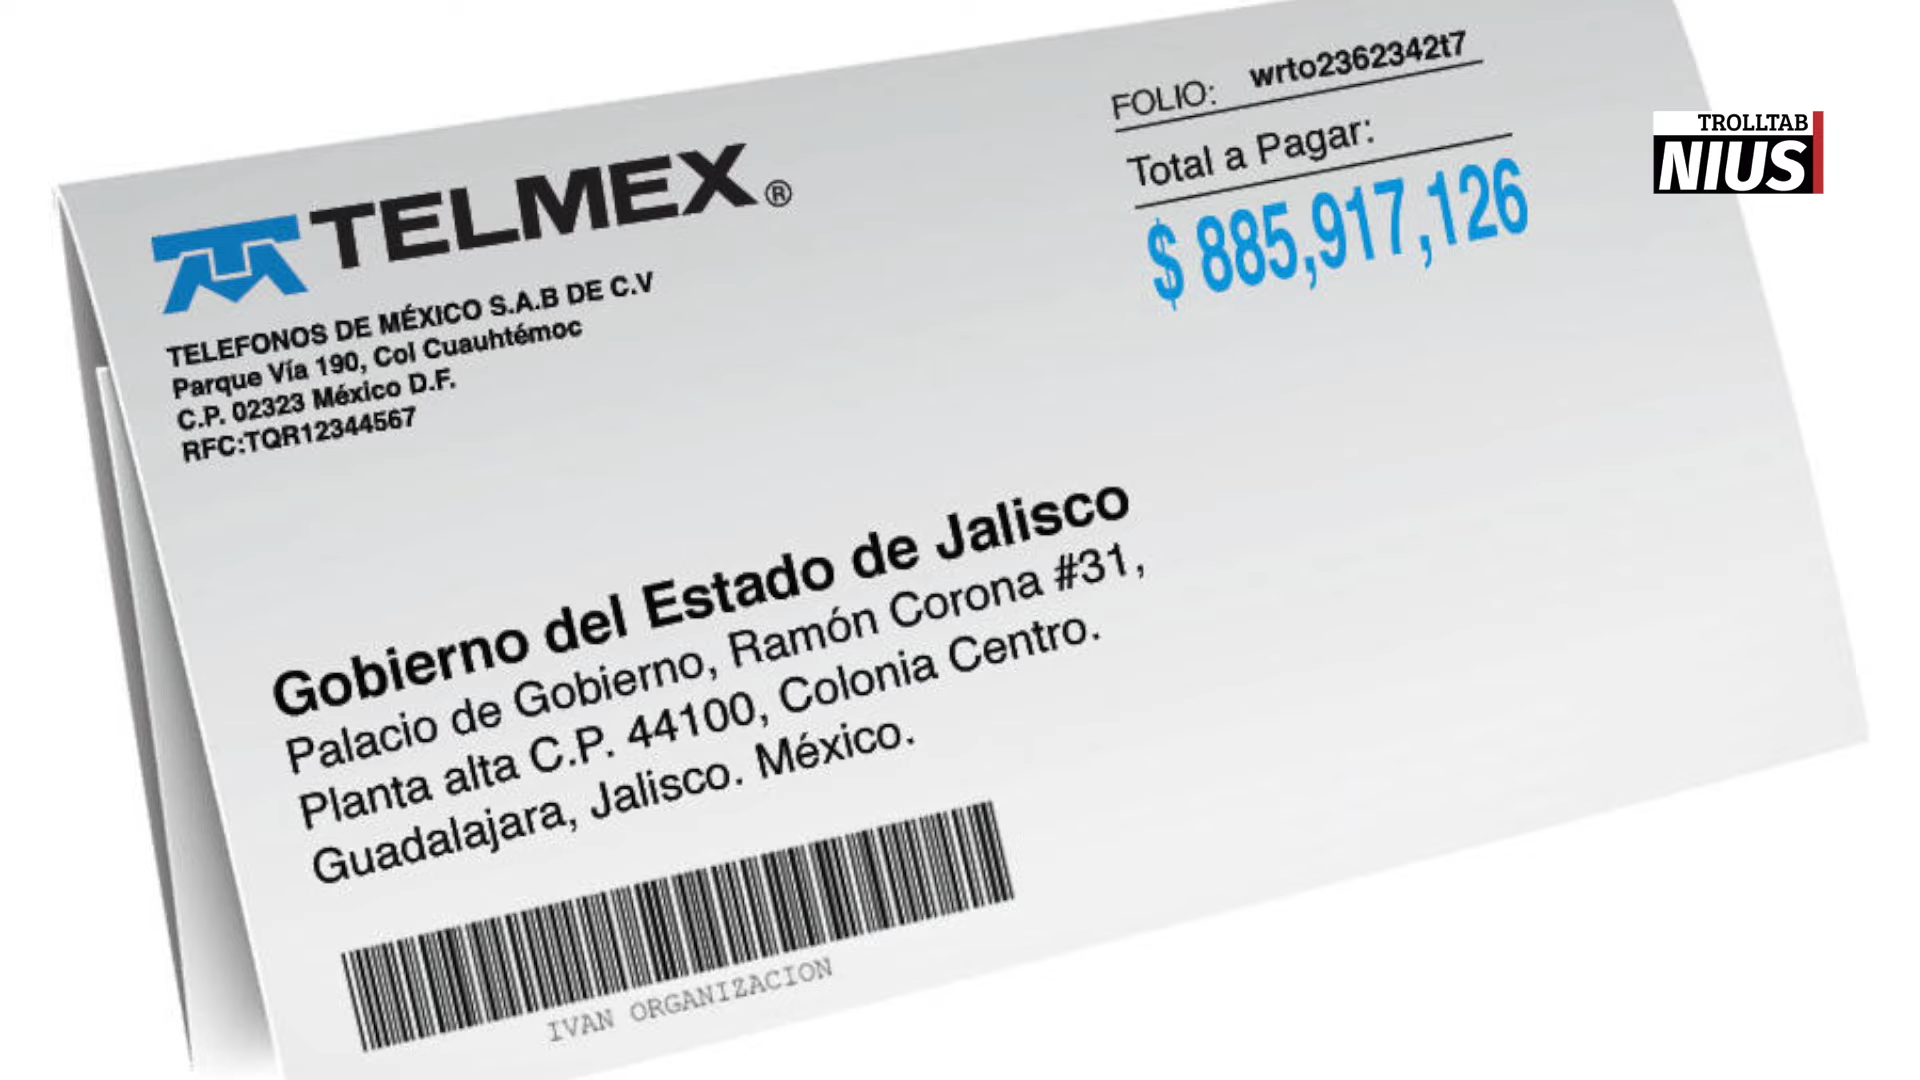 TELMEX®
TELEFONOS DE MÉXICO S.A.B DE C.V
Parque Vía 190, Col Cuauhtémoc
C.P. 02323 México D.F.
RFC:TQR12344567
FOLIO: wrto2362342t7
Total a Pagar:
$ 885,917,126
TROLLTAB
NIUS
Gobierno del Estado de Jalisco
Palacio de Gobierno, Ramón Corona #31,
Planta alta C.P. 44100, Colonia Centro.
Guadalajara, Jalisco. México.
IVAN ORGANIZACION